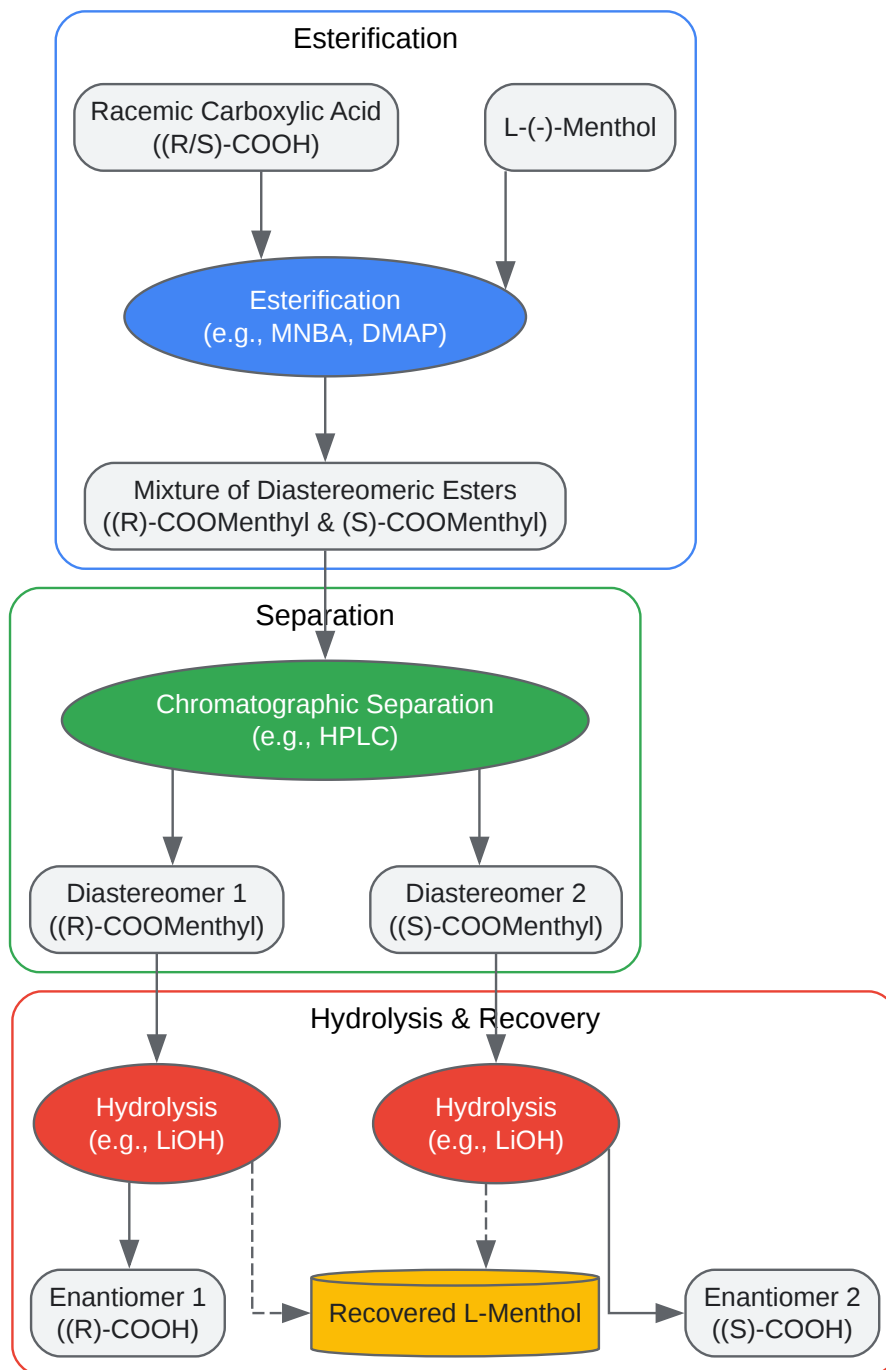 Esterification
Racemic Carboxylic Acid
((R/S)-COOH)
L-(-)-Menthol
Esterification
(e.g., MNBA, DMAP)
Mixture of Diastereomeric Esters
((R)-COOMenthyl & (S)-COOMenthyl)
Separation
Chromatographic Separation
(e.g., HPLC)
Diastereomer 1
((R)-COOMenthyl)
Diastereomer 2
((S)-COOMenthyl)
Hydrolysis & Recovery
Hydrolysis
(e.g., LiOH)
Hydrolysis
(e.g., LiOH)
Enantiomer 1
((R)-COOH)
Recovered L-Menthol
Enantiomer 2
((S)-COOH)